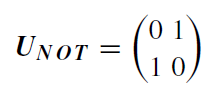 U_NOT = (0 1
1 0)